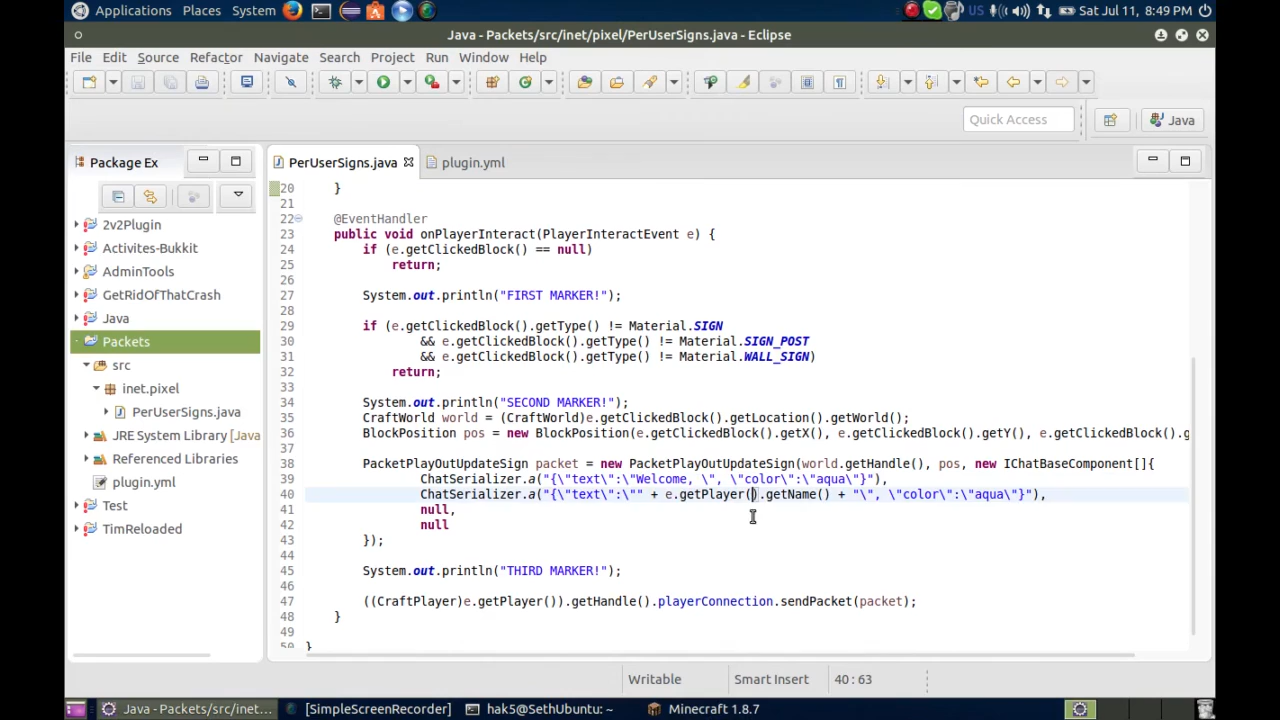 Applications Places System US Sat Jul 11, 8:49 PM
Java - Packets/src/inet/pixel/PerUserSigns.java - Eclipse
File Edit Source Refactor Navigate Search Project Run Window Help
Quick Access Java
Package Ex PerUserSigns.java plugin.yml
2v2Plugin
Activites-Bukkit
AdminTools
GetRidOfThatCrash
Java
Packets
src
inet.pixel
PerUserSigns.java
JRE System Library [Java
Referenced Libraries
plugin.yml
Test
TimRejoined
20 }
21
22 @EventHandler
23 public void onPlayerInteract(PlayerInteractEvent e) {
24 if (e.getClickedBlock() == null)
25 return;
26
27 System.out.println("FIRST MARKER!");
28
29 if (e.getClickedBlock().getType() != Material.SIGN
30 && e.getClickedBlock().getType() != Material.SIGN_POST
31 && e.getClickedBlock().getType() != Material.WALL_SIGN)
32 return;
33
34 System.out.println("SECOND MARKER!");
35 CraftWorld world = (CraftWorld)e.getClickedBlock().getLocation().getWorld();
36 BlockPosition pos = new BlockPosition(e.getClickedBlock().getX(), e.getClickedBlock().getY(), e.getClickedBlock().g
37
38 PacketPlayOutUpdateSign packet = new PacketPlayOutUpdateSign(world.getHandle(), pos, new IChatBaseComponent[]{
39 ChatSerializer.a("{\"text\":\"Welcome, \", \"color\":\"aqua\"}"),
40 ChatSerializer.a("{\"text\":\"" + e.getPlayer().getName() + "\", \"color\":\"aqua\"}"),
41 null,
42 null
43 });
44
45 System.out.println("THIRD MARKER!");
46
47 ((CraftPlayer)e.getPlayer()).getHandle().playerConnection.sendPacket(packet);
48 }
49
50 }
Writable Smart Insert 40 : 63
Java - Packets/src/inet... [SimpleScreenRecorder] hak5@SethUbuntu: ~ Minecraft 1.8.7